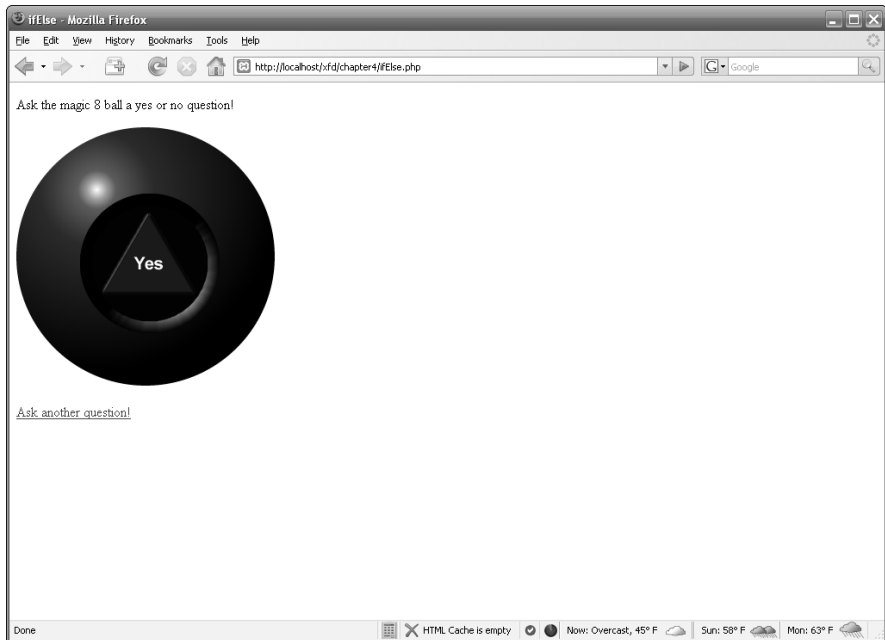 ifElse - Mozilla Firefox
File Edit View History Bookmarks Tools Help
http://localhost/xfd/chapter4/ifElse.php
G Google
Ask the magic 8 ball a yes or no question!
Yes
Ask another question!
Done HTML Cache is empty Now: Overcast, 45° F Sun: 58° F Mon: 63° F